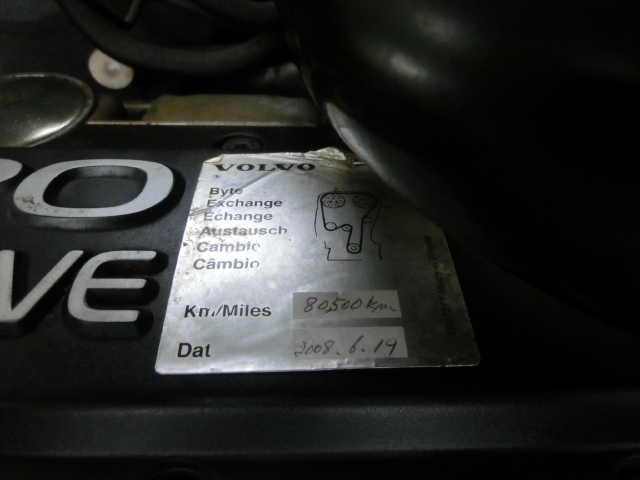 VOLVO
Byte
Exchange
Echange
Austausch
Cambio
Câmbio
Km/Miles 80,500 km
Dat 2008.6.19